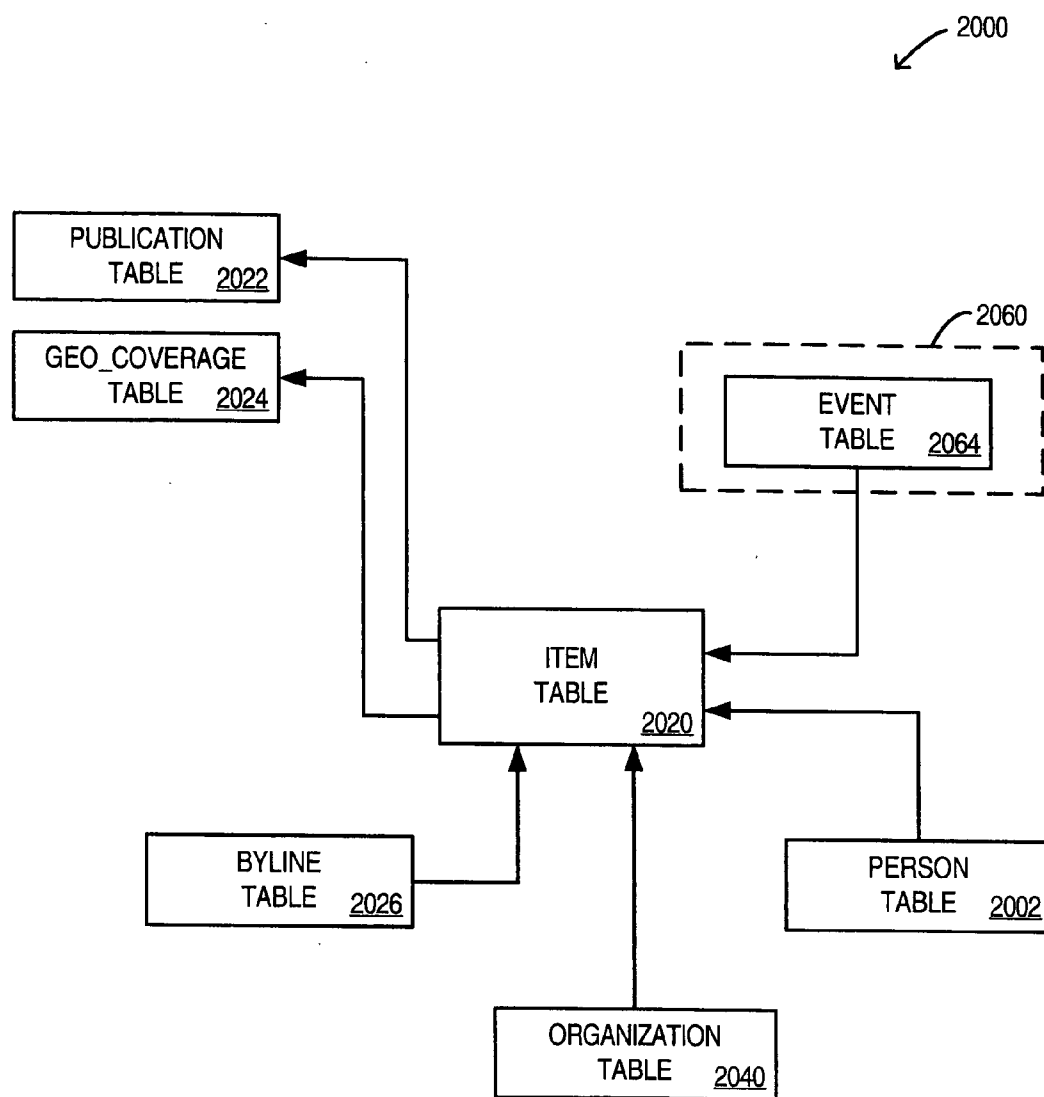 2000
PUBLICATION
TABLE 2022
GEO_COVERAGE
TABLE 2024
2060
EVENT
TABLE 2064
ITEM
TABLE
2020
BYLINE
TABLE 2026
PERSON
TABLE 2002
ORGANIZATION
TABLE 2040